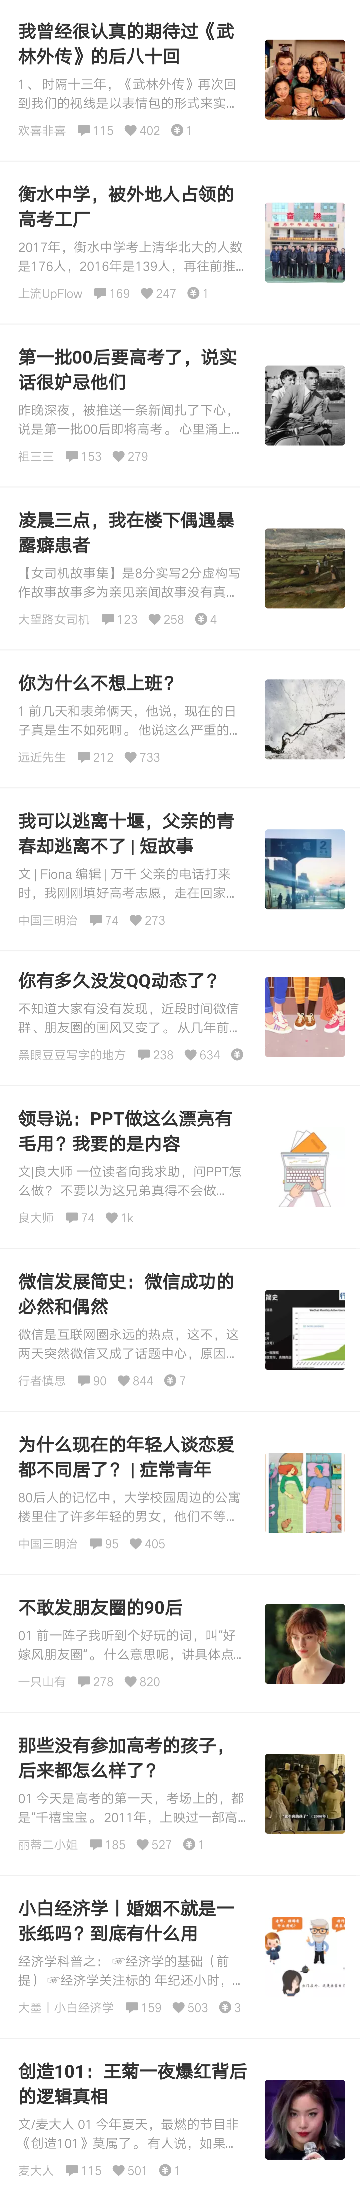 我曾经很认真的期待过《武
林外传》的后八十回
1、 时隔十三年，《武林外传》再次回
到我们的视线是以表情包的形式来实...
欢喜非喜 115 402 1
衡水中学，被外地人占领的
高考工厂
2017年，衡水中学考上清华北大的人数
是176人，2016年是139人，再往前推...
上流UpFlow 169 247 1
奋 进
第一批00后要高考了，说实
话很妒忌他们
昨晚深夜，被推送一条新闻扎了下心，
说是第一批00后即将高考。 心里涌上...
祖三三 153 279
凌晨三点，我在楼下偶遇暴
露癖患者
【女司机故事集】是8分实写2分虚构写
作故事故事多为亲见亲闻故事没有真...
大望路女司机 123 258 4
你为什么不想上班？
1 前几天和表弟俩天，他说，现在的日
子真是生不如死啊。 他说这么严重的...
远近先生 212 733
我可以逃离十堰，父亲的青
春却逃离不了 | 短故事
文 | Fiona 编辑 | 万千 父亲的电话打来
时，我刚刚填好高考志愿，走在回家...
中国三明治 74 273
你有多久没发QQ动态了？
不知道大家有没有发现，近段时间微信
群、朋友圈的画风又变了。 从几年前...
黑眼豆豆写字的地方 238 634
领导说：PPT做这么漂亮有
毛用？我要的是内容
文|良大师 一位读者向我求助，问PPT怎
么做？ 不要以为这兄弟真得不会做...
良大师 74 1k
微信发展简史：微信成功的
必然和偶然
微信是互联网圈永远的热点，这不，这
两天突然微信又成了话题中心，原因...
行者慎思 90 844 7
简史
为什么现在的年轻人谈恋爱
都不同居了？ | 症常青年
80后人的记忆中，大学校园周边的公寓
楼里住了许多年轻的男女，他们不等...
中国三明治 95 405
不敢发朋友圈的90后
01 前一阵子我听到个好玩的词，叫“好
嫁风朋友圈”。 什么意思呢，讲具体点...
一只山有 278 820
那些没有参加高考的孩子，
后来都怎么样了？
01 今天是高考的第一天，考场上的，都
是“千禧宝宝。 2011年，上映过一部高...
丽蒂二小姐 185 527 1
小白经济学丨婚姻不就是一
张纸吗？到底有什么用
经济学科普之： ☞经济学的基础（前
提）☞经济学关注标的 年纪还小时，...
大墨丨小白经济学 159 503 3
创造101：王菊一夜爆红背后
的逻辑真相
文/麦大人 01 今年夏天，最燃的节目非
《创造101》莫属了。 有人说，如果...
麦大人 115 501 1